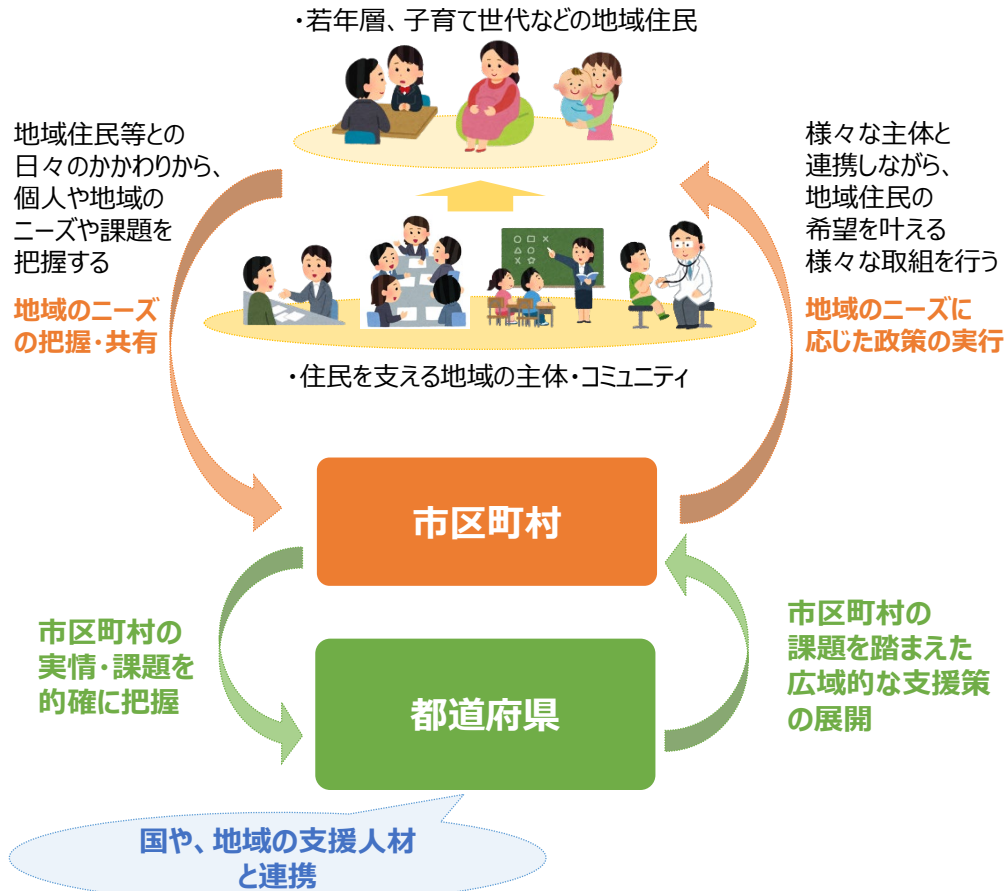 ・若年層、子育て世代などの地域住民
地域住民等との
日々のかかわりから、
個人や地域の
ニーズや課題を
把握する
地域のニーズ
の把握・共有
様々な主体と
連携しながら、
地域住民の
希望を叶える
様々な取組を行う
地域のニーズに
応じた政策の実行
・住民を支える地域の主体・コミュニティ
市区町村
市区町村の
実情・課題を
的確に把握
市区町村の
課題を踏まえた
広域的な支援策
の展開
都道府県
国や、地域の支援人材
と連携